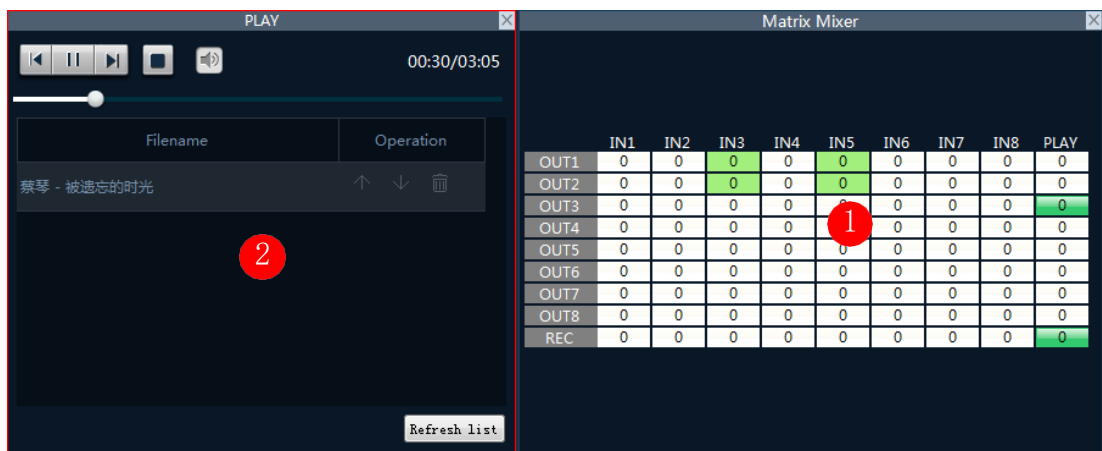 PLAY
00:30/03:05
Filename Operation
蔡琴 - 被遗忘的时光
2
Refresh list
Matrix Mixer
IN1 IN2 IN3 IN4 IN5 IN6 IN7 IN8 PLAY
OUT1 0 0 0 0 0 0 0 0 0
OUT2 0 0 0 0 0 0 0 0 0
OUT3 0 0 0 0 0 0 0 0 0
OUT4 0 0 0 0 0 0 0 0
1
OUT5 0 0 0 0 0 0 0 0 0
OUT6 0 0 0 0 0 0 0 0 0
OUT7 0 0 0 0 0 0 0 0 0
OUT8 0 0 0 0 0 0 0 0 0
REC 0 0 0 0 0 0 0 0 0